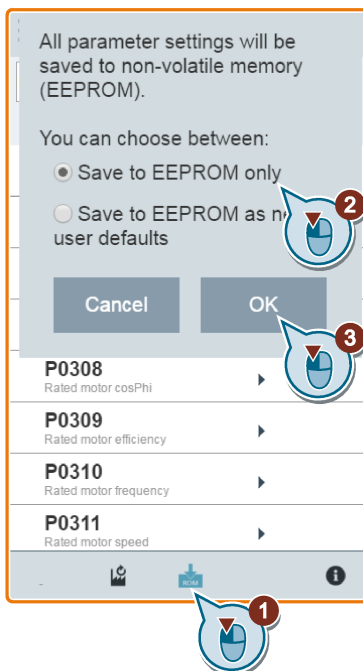 All parameter settings will be
saved to non-volatile memory
(EEPROM).
You can choose between:
Save to EEPROM only
Save to EEPROM as
user defaults
2
Cancel
OK
3
P0308
Rated motor cosPhi
P0309
Rated motor efficiency
P0310
Rated motor frequency
P0311
Rated motor speed
ROM
1